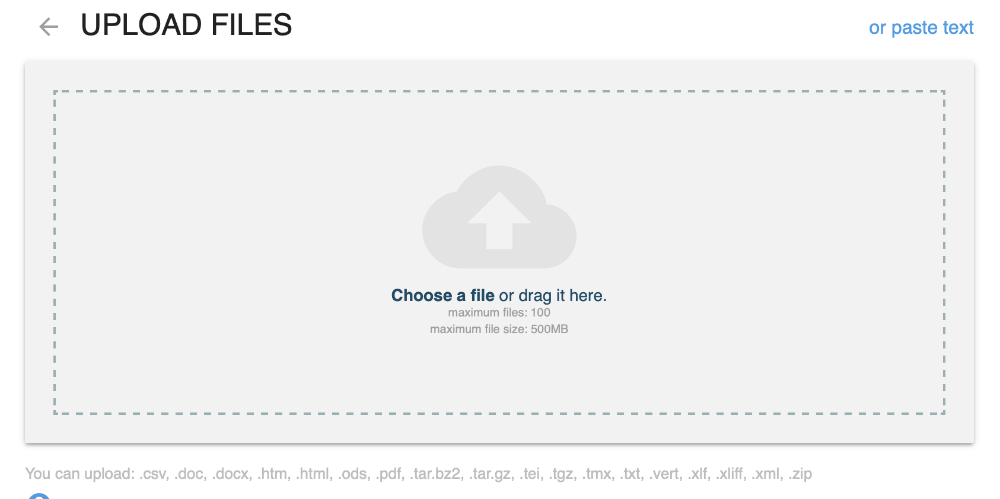 UPLOAD FILES
or paste text
Choose a file or drag it here.
maximum files: 100
maximum file size: 500MB
You can upload: .csv, .doc, .docx, .htm, .html, .ods, .pdf, .tar.bz2, .tar.gz, .tei, .tgz, .tmx, .txt, .vert, .xlf, .xliff, .xml, .zip